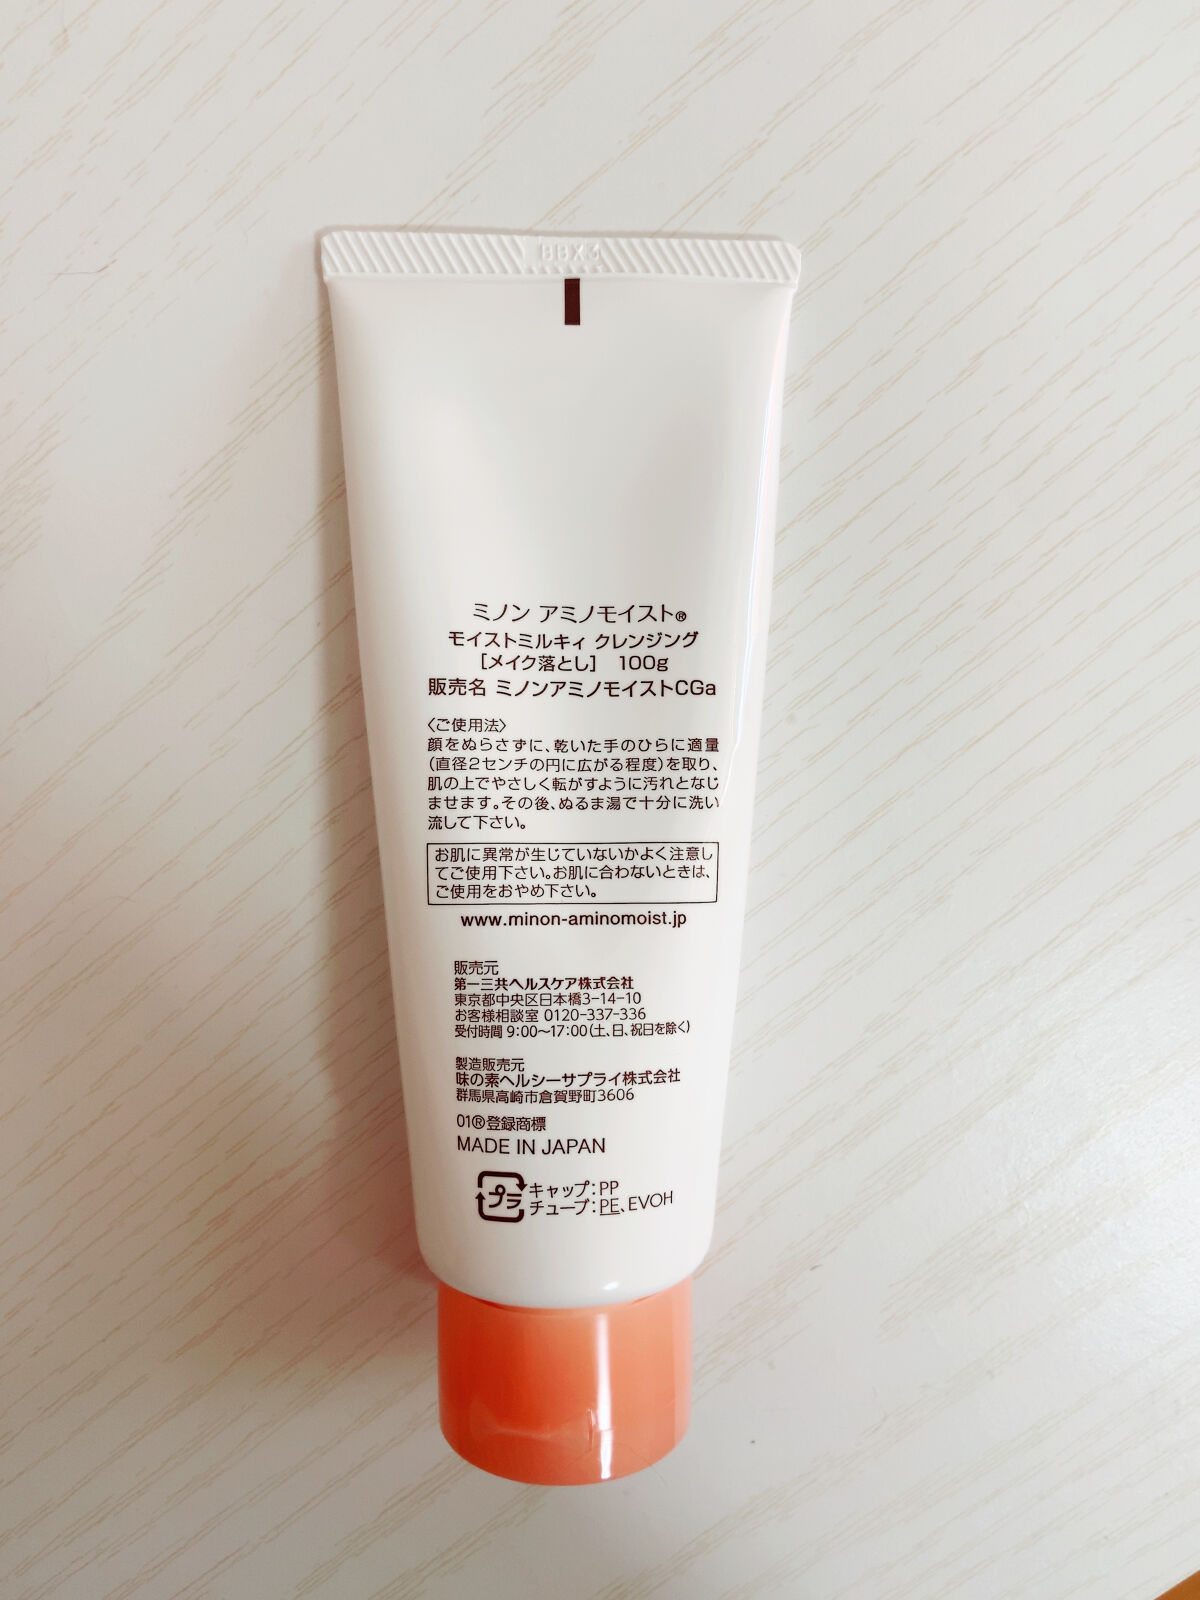 BBX3
ミノン アミノモイスト®
モイストミルキィ クレンジング
[メイク落とし] 100g
販売名 ミノンアミノモイストCGa
〈ご使用法〉
顔をぬらさずに、乾いた手のひらに適量
(直径2センチの円に広がる程度)を取り、
肌の上でやさしく転がすように汚れとなじ
ませます。その後、ぬるま湯で十分に洗い
流して下さい。
お肌に異常が生じていないかよく注意し
てご使用下さい。お肌に合わないときは、
ご使用をおやめ下さい。
www.minon-aminomoist.jp
販売元
第一三共ヘルスケア株式会社
東京都中央区日本橋3-14-10
お客様相談室 0120-337-336
受付時間 9:00〜17:00(土、日、祝日を除く)
製造販売元
味の素ヘルシーサプライ株式会社
群馬県高崎市倉賀野町3606
01®登録商標
MADE IN JAPAN
プラ キャップ:PP
チューブ:PE、EVOH